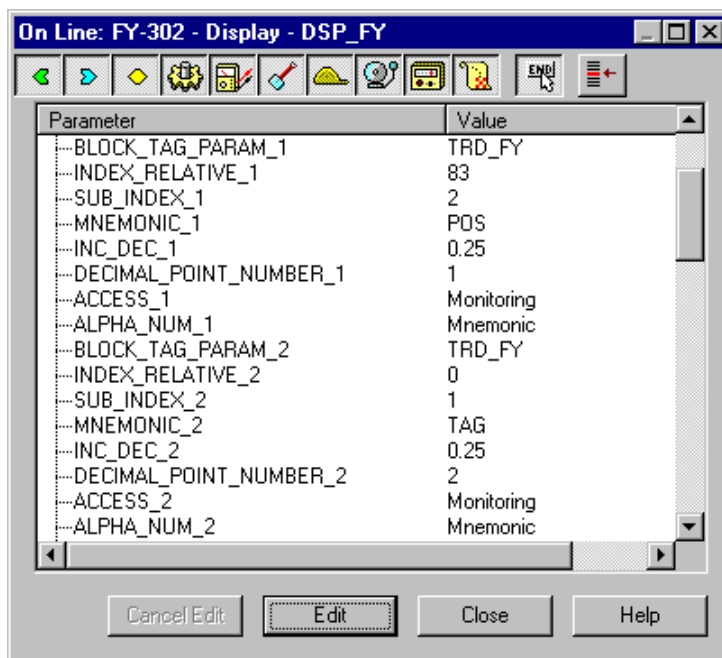 On Line: FY-302 - Display - DSP_FY
END
Parameter Value
BLOCK_TAG_PARAM_1 TRD_FY
INDEX_RELATIVE_1 83
SUB_INDEX_1 2
MNEMONIC_1 POS
INC_DEC_1 0.25
DECIMAL_POINT_NUMBER_1 1
ACCESS_1 Monitoring
ALPHA_NUM_1 Mnemonic
BLOCK_TAG_PARAM_2 TRD_FY
INDEX_RELATIVE_2 0
SUB_INDEX_2 1
MNEMONIC_2 TAG
INC_DEC_2 0.25
DECIMAL_POINT_NUMBER_2 2
ACCESS_2 Monitoring
ALPHA_NUM_2 Mnemonic
Cancel Edit Edit Close Help